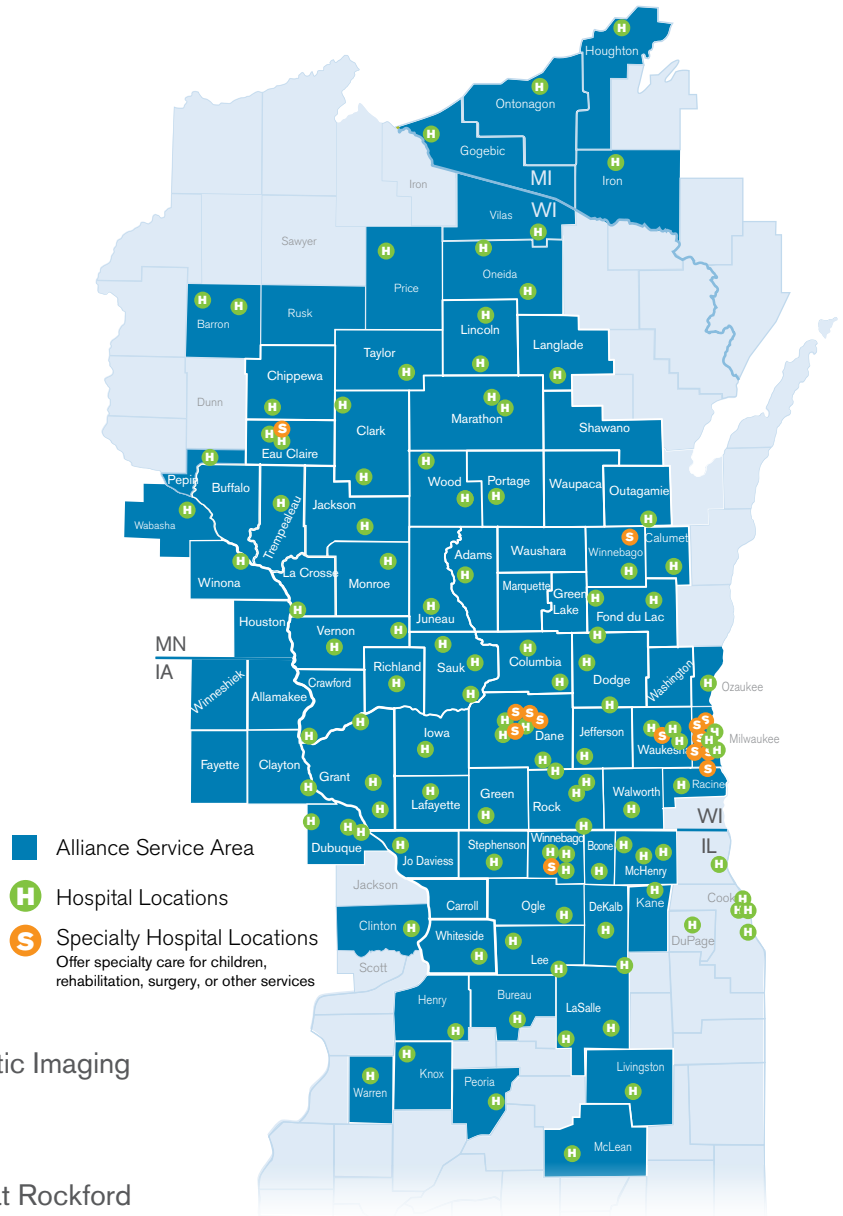 Houghton
Ontonagon
Gogebic
MI
Iron
Iron
WI
Vilas
Sawyer
Oneida
Price
Barron
Rusk
Lincoln
Langlade
Taylor
Chippewa
Dunn
Marathon
Clark
Shawano
Eau Claire
Pepin
Buffalo
Wood
Portage
Waupaca
Outagamie
Trempealeau
Jackson
Wabasha
Adams
Waushara
Winnebago
Calumet
La Crosse
Monroe
Winona
Marquette
Green
Lake
Juneau
Fond du Lac
Houston
Vernon
MN
IA
Richland
Sauk
Columbia
Dodge
Washington
Ozaukee
Winneshiek
Allamakee
Crawford
Iowa
Dane
Jefferson
Waukesha
Milwaukee
Fayette
Clayton
Grant
Lafayette
Green
Rock
Walworth
Racine
WI
IL
Dubuque
Jo Daviess
Stephenson
Winnebago
Boone
McHenry
Jackson
Carroll
Ogle
DeKalb
Kane
Cook
Clinton
Whiteside
Lee
DuPage
Scott
Henry
Bureau
LaSalle
Warren
Knox
Peoria
Livingston
McLean
Alliance Service Area
H Hospital Locations
S Specialty Hospital Locations
Offer specialty care for children,
rehabilitation, surgery, or other services
tic Imaging
at Rockford